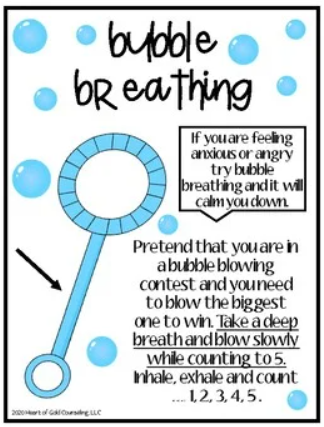 bubble
bREathing
If you are feeling
anxious or angry
try bubble
breathing and it will
calm you down.
Pretend that you are in
a bubble blowing
contest and you need
to blow the biggest
one to win. Take a deep
breath and blow slowly
while counting to 5.
Inhale, exhale and count
.... 1, 2, 3, 4, 5.
2020 Heart of Gold Counseling, LLC